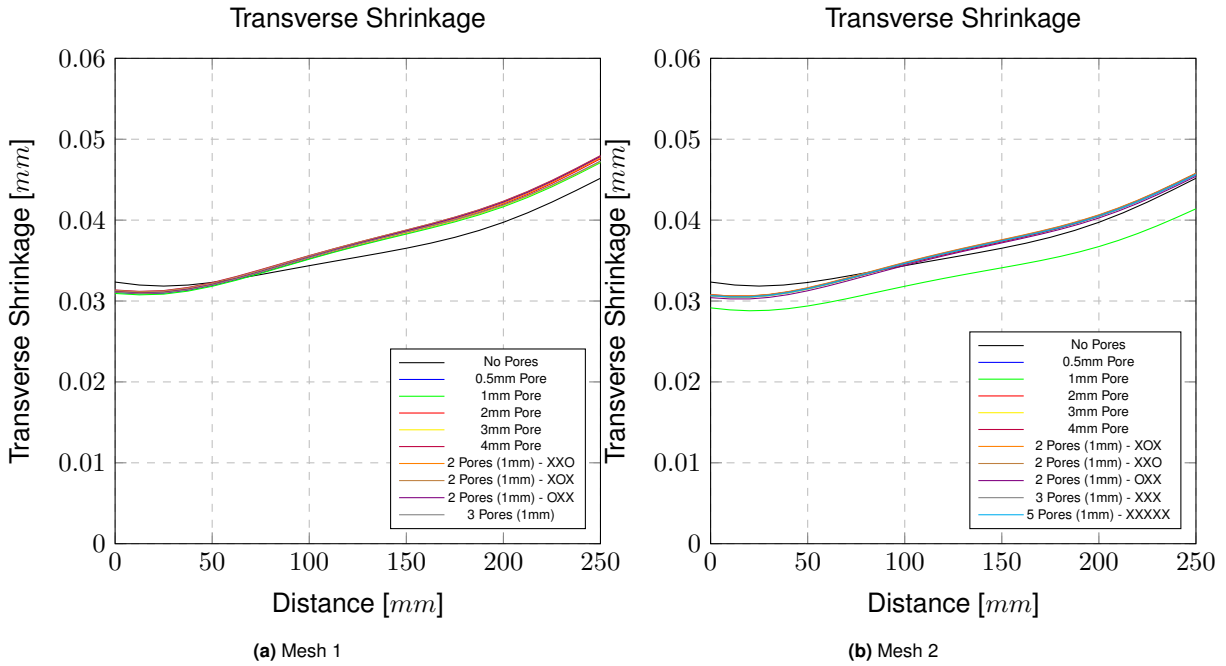 Transverse Shrinkage
0.06
0.05
0.04
0.03
0.02
0.01
0
0 50 100 150 200 250
Transverse Shrinkage [mm]
Distance [mm]
No Pores
0.5mm Pore
1mm Pore
2mm Pore
3mm Pore
4mm Pore
2 Pores (1mm) - XXO
2 Pores (1mm) - XOX
2 Pores (1mm) - OXX
3 Pores (1mm)
(a) Mesh 1
Transverse Shrinkage
0.06
0.05
0.04
0.03
0.02
0.01
0
0 50 100 150 200 250
Transverse Shrinkage [mm]
Distance [mm]
No Pores
0.5mm Pore
1mm Pore
2mm Pore
3mm Pore
4mm Pore
2 Pores (1mm) - XOX
2 Pores (1mm) - XXO
2 Pores (1mm) - OXX
3 Pores (1mm) - XXX
5 Pores (1mm) - XXXXX
(b) Mesh 2